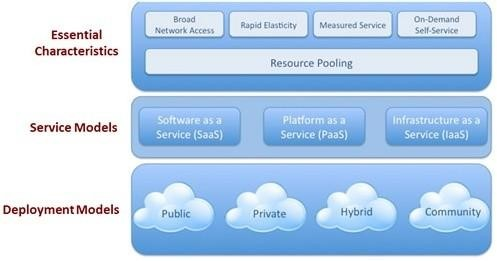 Essential
Characteristics
Broad
Network Access
Rapid Elasticity
Measured Service
On-Demand
Self-Service
Resource Pooling
Service Models
Software as a
Service (SaaS)
Platform as a
Service (PaaS)
Infrastructure as a
Service (IaaS)
Deployment Models
Public
Private
Hybrid
Community